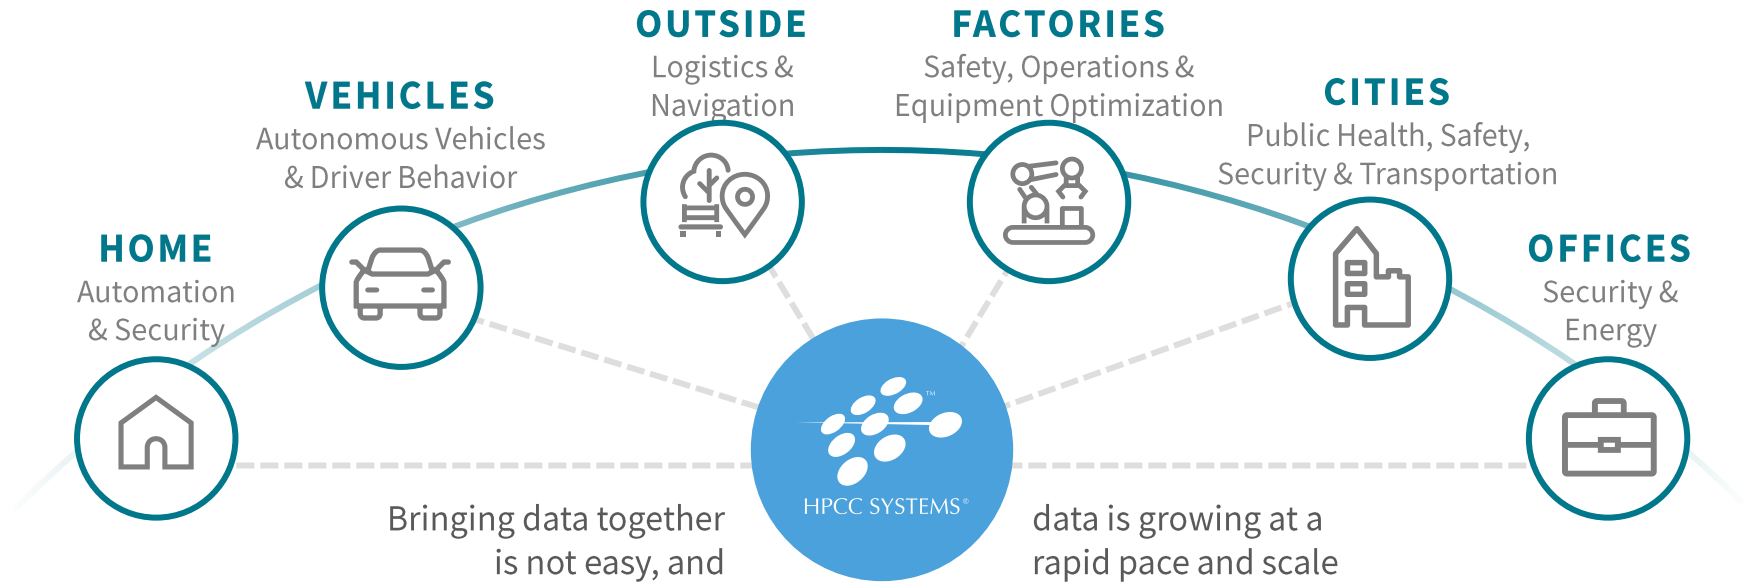 HOME
Automation
& Security
VEHICLES
Autonomous Vehicles
& Driver Behavior
OUTSIDE
Logistics &
Navigation
FACTORIES
Safety, Operations &
Equipment Optimization
CITIES
Public Health, Safety,
Security & Transportation
OFFICES
Security &
Energy
™
HPCC SYSTEMS®
Bringing data together
is not easy, and
data is growing at a
rapid pace and scale